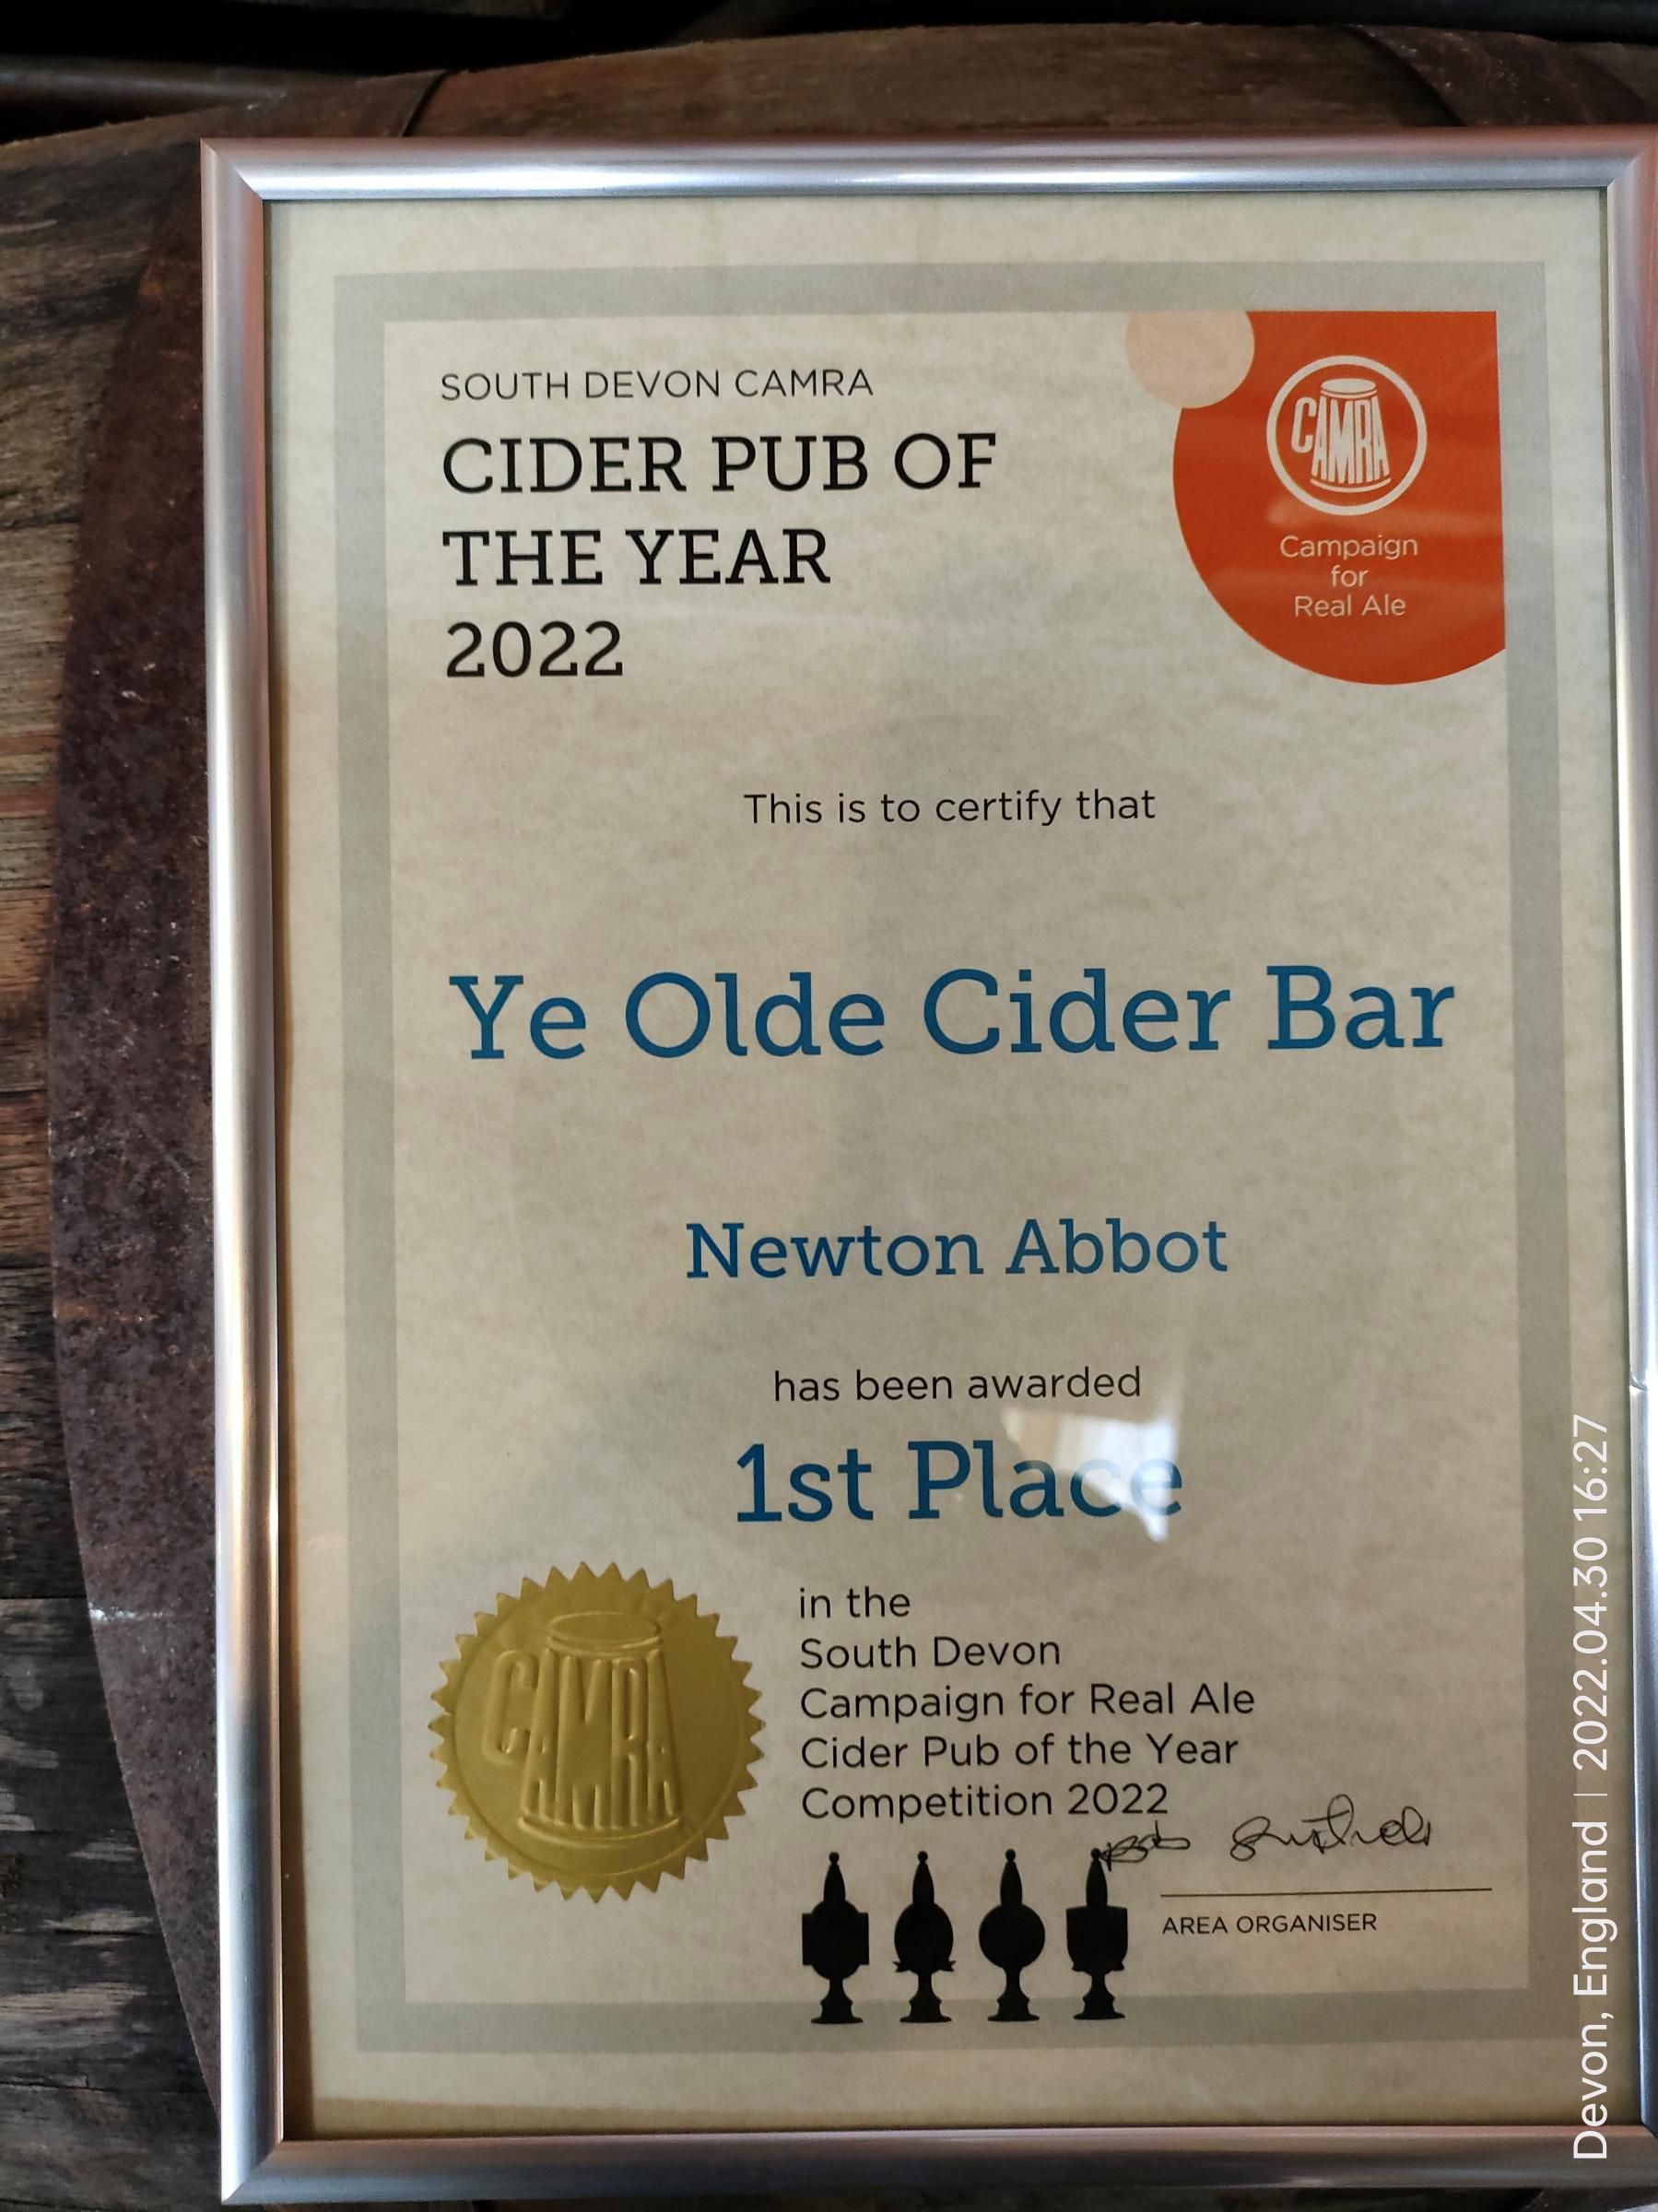 SOUTH DEVON CAMRA
CIDER PUB OF
THE YEAR
2022
CAMRA
Campaign
for
Real Ale
This is to certify that
Ye Olde Cider Bar
Newton Abbot
has been awarded
1st Place
CAMRA
in the
South Devon
Campaign for Real Ale
Cider Pub of the Year
Competition 2022
Bob
AREA ORGANISER
Devon, England | 2022.04.30 16:27